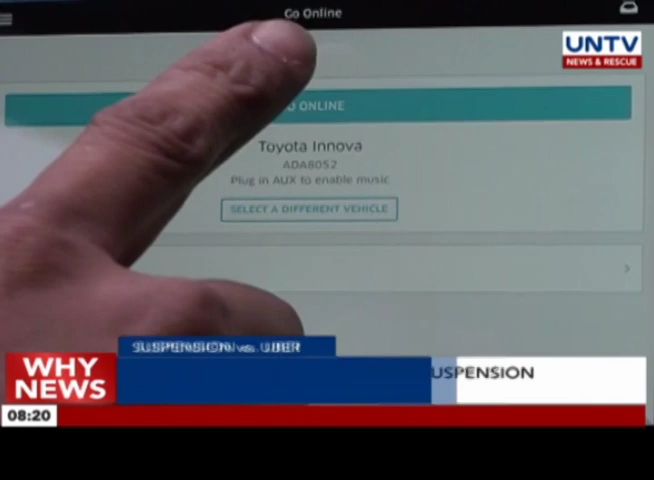 Go Online
UNTV
NEWS & RESCUE
ONLINE
Toyota Innova
ADA8052
Plug in AUX to enable music
SELECT A DIFFERENT VEHICLE
SUSPENSION vs. UBER
WHY
NEWS
USPENSION
08:20